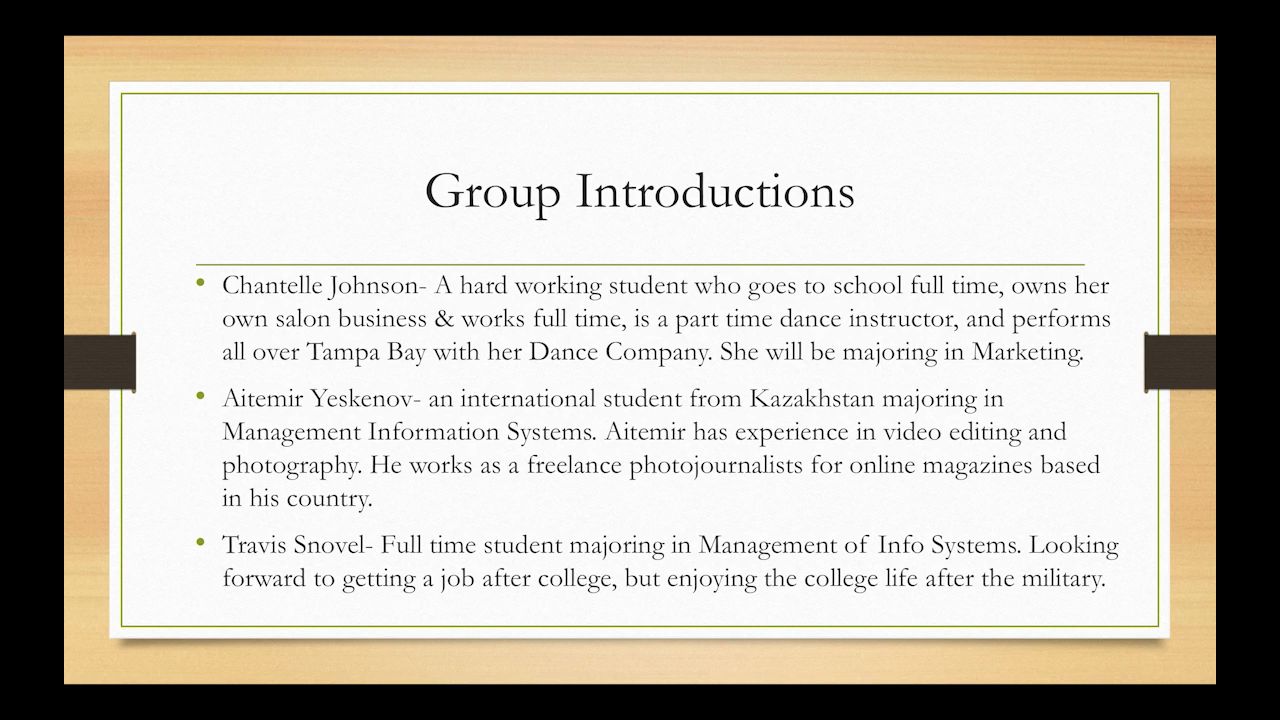 Group Introductions
• Chantelle Johnson- A hard working student who goes to school full time, owns her
own salon business & works full time, is a part time dance instructor, and performs
all over Tampa Bay with her Dance Company. She will be majoring in Marketing.
• Aitemir Yeskenov- an international student from Kazakhstan majoring in
Management Information Systems. Aitemir has experience in video editing and
photography. He works as a freelance photojournalists for online magazines based
in his country.
• Travis Snovel- Full time student majoring in Management of Info Systems. Looking
forward to getting a job after college, but enjoying the college life after the military.